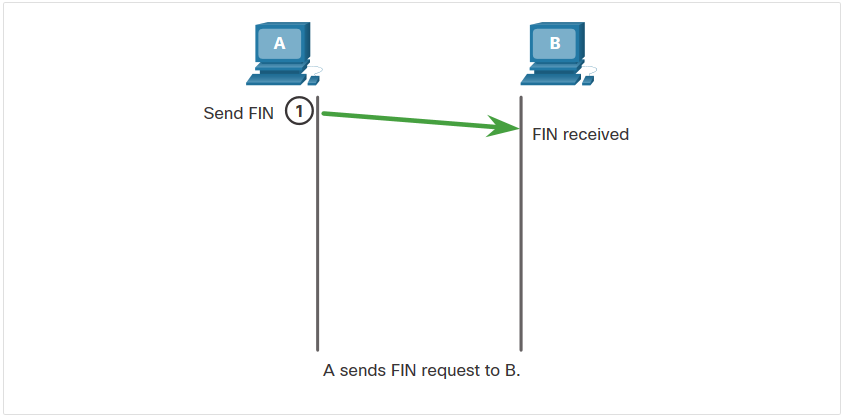 A
B
Send FIN
1
FIN received
A sends FIN request to B.